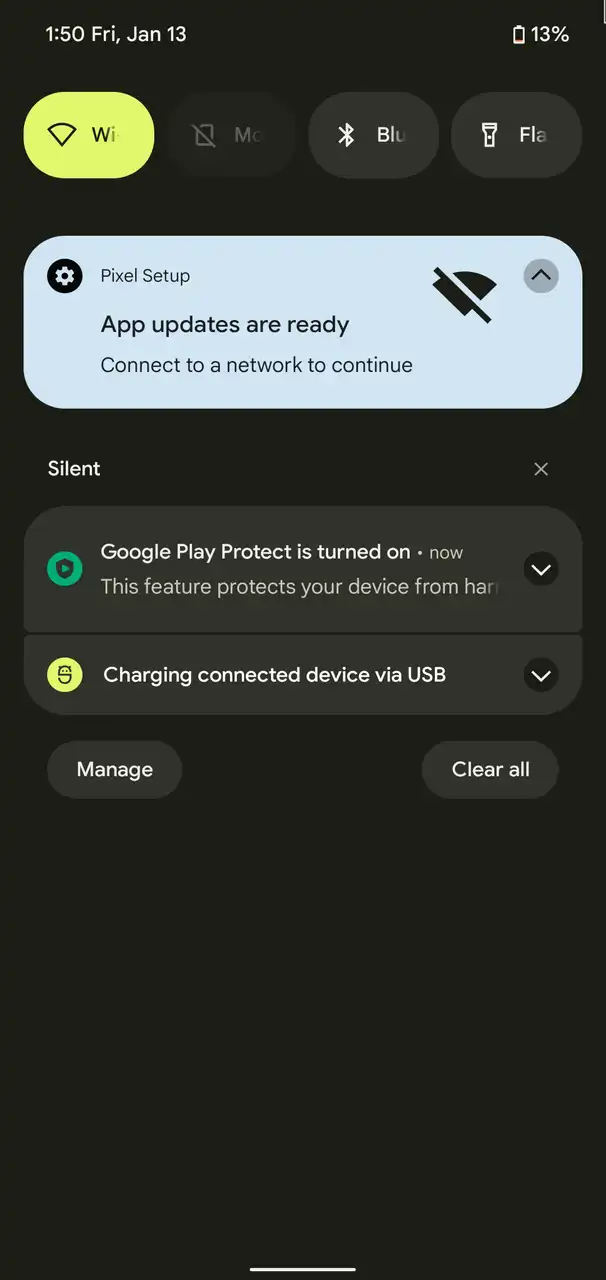 1:50 Fri, Jan 13
13%
Wi-
Mo
Blu
Fla
Pixel Setup
App updates are ready
Connect to a network to continue
Silent
Google Play Protect is turned on • now
This feature protects your device from har
Charging connected device via USB
Manage
Clear all